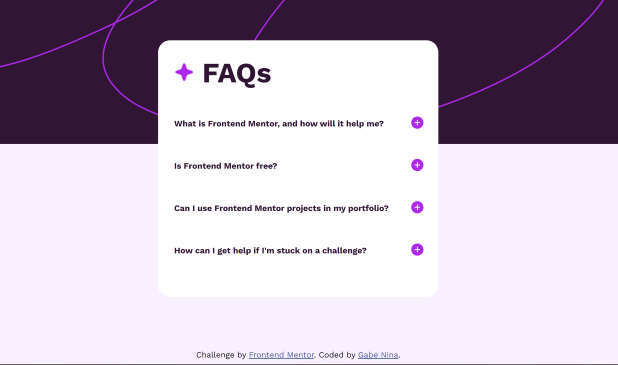 FAQs
What is Frontend Mentor, and how will it help me?
Is Frontend Mentor free?
Can I use Frontend Mentor projects in my portfolio?
How can I get help if I'm stuck on a challenge?
Challenge by Frontend Mentor. Coded by Gabe Nina.